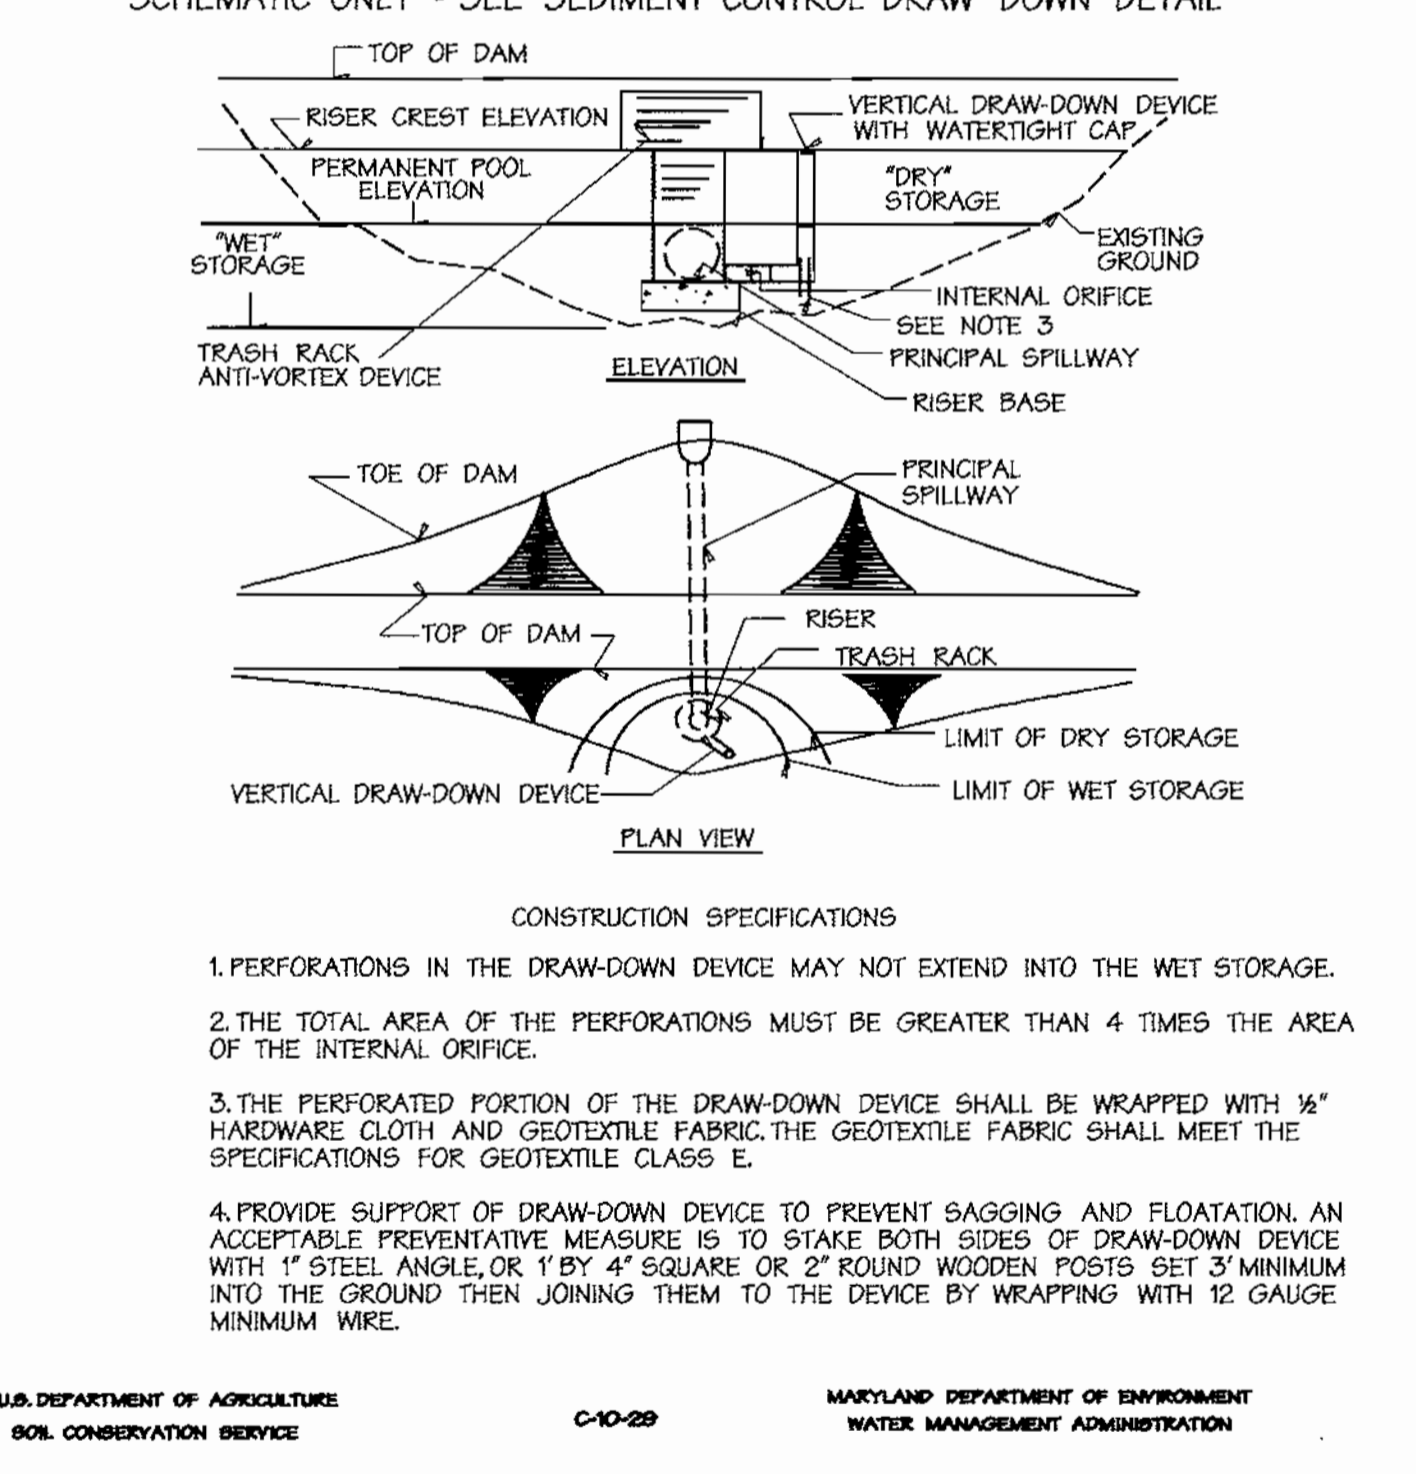 SCHEMATIC ONLY - SEE SEDIMENT CONTROL DRAW-DOWN DETAIL
TOP OF DAM
RISER CREST ELEVATION
VERTICAL DRAW-DOWN DEVICE
WITH WATERTIGHT CAP
PERMANENT POOL
ELEVATION
"DRY"
STORAGE
"WET"
STORAGE
EXISTING
GROUND
INTERNAL ORIFICE
SEE NOTE 3
TRASH RACK
ANTI-VORTEX DEVICE
PRINCIPAL SPILLWAY
ELEVATION
RISER BASE
TOE OF DAM
PRINCIPAL
SPILLWAY
RISER
TOP OF DAM
TRASH RACK
LIMIT OF DRY STORAGE
VERTICAL DRAW-DOWN DEVICE
LIMIT OF WET STORAGE
PLAN VIEW
CONSTRUCTION SPECIFICATIONS
1. PERFORATIONS IN THE DRAW-DOWN DEVICE MAY NOT EXTEND INTO THE WET STORAGE.
2. THE TOTAL AREA OF THE PERFORATIONS MUST BE GREATER THAN 4 TIMES THE AREA
OF THE INTERNAL ORIFICE.
3. THE PERFORATED PORTION OF THE DRAW-DOWN DEVICE SHALL BE WRAPPED WITH ½"
HARDWARE CLOTH AND GEOTEXTILE FABRIC. THE GEOTEXTILE FABRIC SHALL MEET THE
SPECIFICATIONS FOR GEOTEXTILE CLASS E.
4. PROVIDE SUPPORT OF DRAW-DOWN DEVICE TO PREVENT SAGGING AND FLOATATION. AN
ACCEPTABLE PREVENTATIVE MEASURE IS TO STAKE BOTH SIDES OF DRAW-DOWN DEVICE
WITH 1" STEEL ANGLE, OR 1' BY 4" SQUARE OR 2" ROUND WOODEN POSTS SET 3' MINIMUM
INTO THE GROUND THEN JOINING THEM TO THE DEVICE BY WRAPPING WITH 12 GAUGE
MINIMUM WIRE.
U.S. DEPARTMENT OF AGRICULTURE
SOIL CONSERVATION SERVICE
C-10-29
MARYLAND DEPARTMENT OF ENVIRONMENT
WATER MANAGEMENT ADMINISTRATION